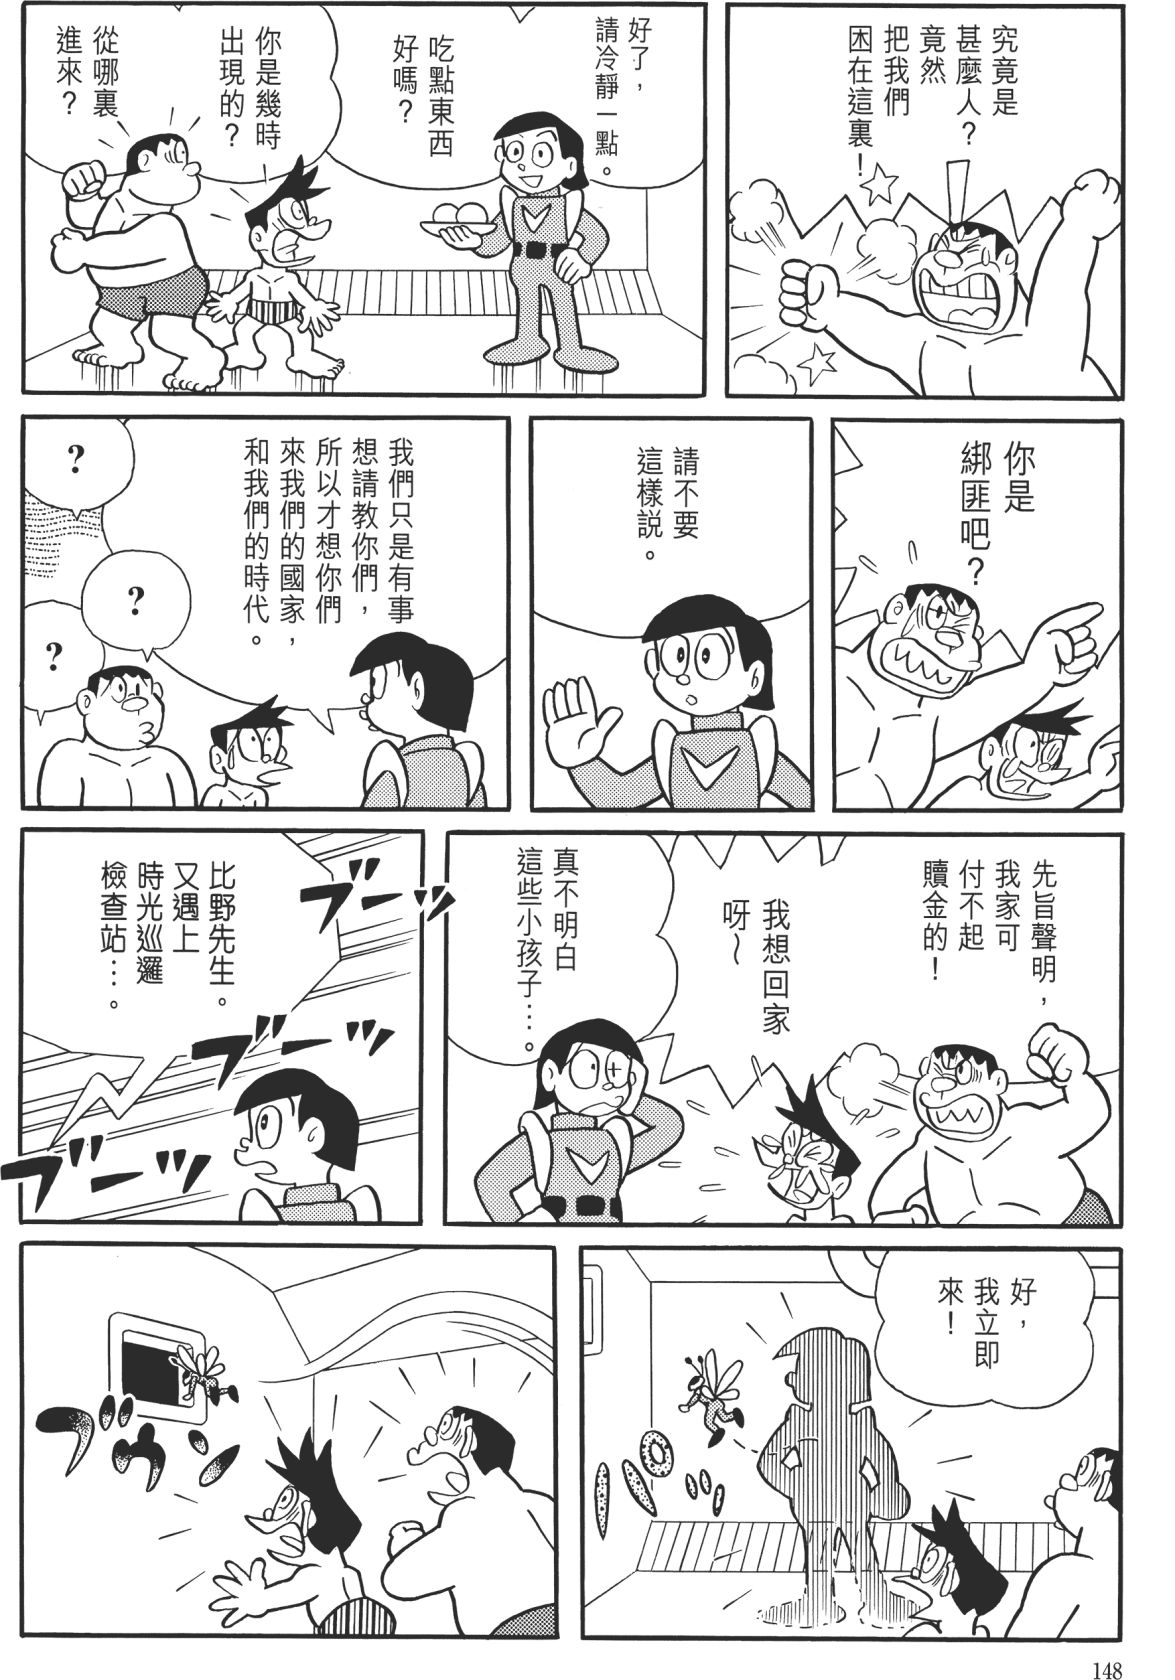 究竟是
甚麼人？
竟然
把我們
困在這裏！
好了，
請冷靜一點。
吃點東西
好嗎？
你是幾時
出現的？
從哪裏
進來？
你是
綁匪吧？
請不要
這樣説。
我們只是有事
想請教你們，
所以才想你們
來我們的國家，
和我們的時代。
？
？
？
先旨聲明，
我家可
付不起
贖金的！
我想回家
呀～
真不明白
這些小孩子…。
ブーッ
ブーッ
ブーッ
比野先生。
又遇上
時光巡邏
檢查站…。
好，
我立即
來！
148